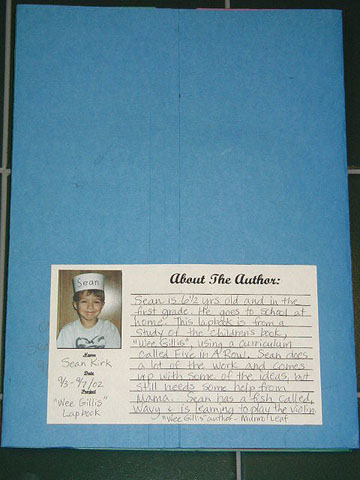 Sean
About The Author:
Sean is 6½ yrs old and in the
first grade. He goes to school at
home. This lapbook is from a
study of the childrens book,
"Wee Gillis", using a curriculum
called Five in A Row. Sean does
a lot of the work and comes
up with some of the ideas, but
still needs some help from
Mama. Sean has a fish called
Wavy & is learning to play the violin.
"Wee Gillis" author - Munro Leaf
Name
Sean Kirk
Date
9/3-9/7/02
Project
"Wee Gillis"
Lapbook